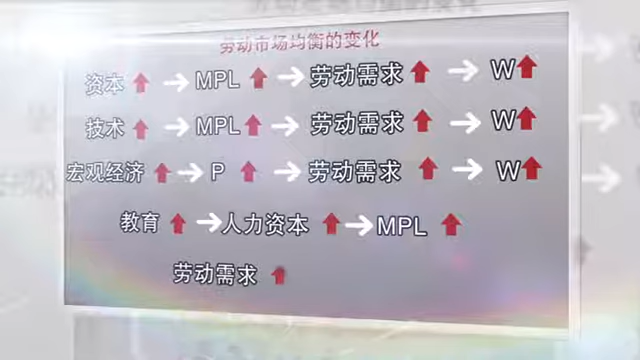 劳动市场均衡的变化
资本 ↑ → MPL ↑ → 劳动需求 ↑ → W ↑
技术 ↑ → MPL ↑ → 劳动需求 ↑ → W ↑
宏观经济 ↑ → P ↑ → 劳动需求 ↑ → W ↑
教育 ↑ → 人力资本 ↑ → MPL ↑
劳动需求 ↑